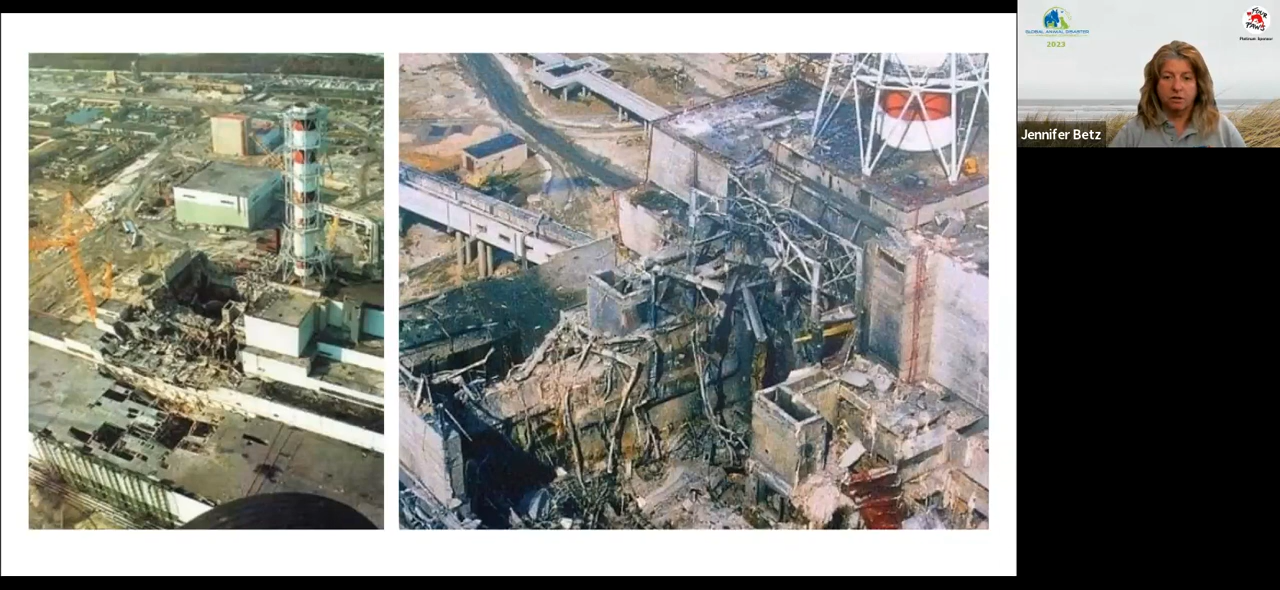 GLOBAL ANIMAL DISASTER
2023
FOUR
PAWS
Platinum Sponsor
Jennifer Betz